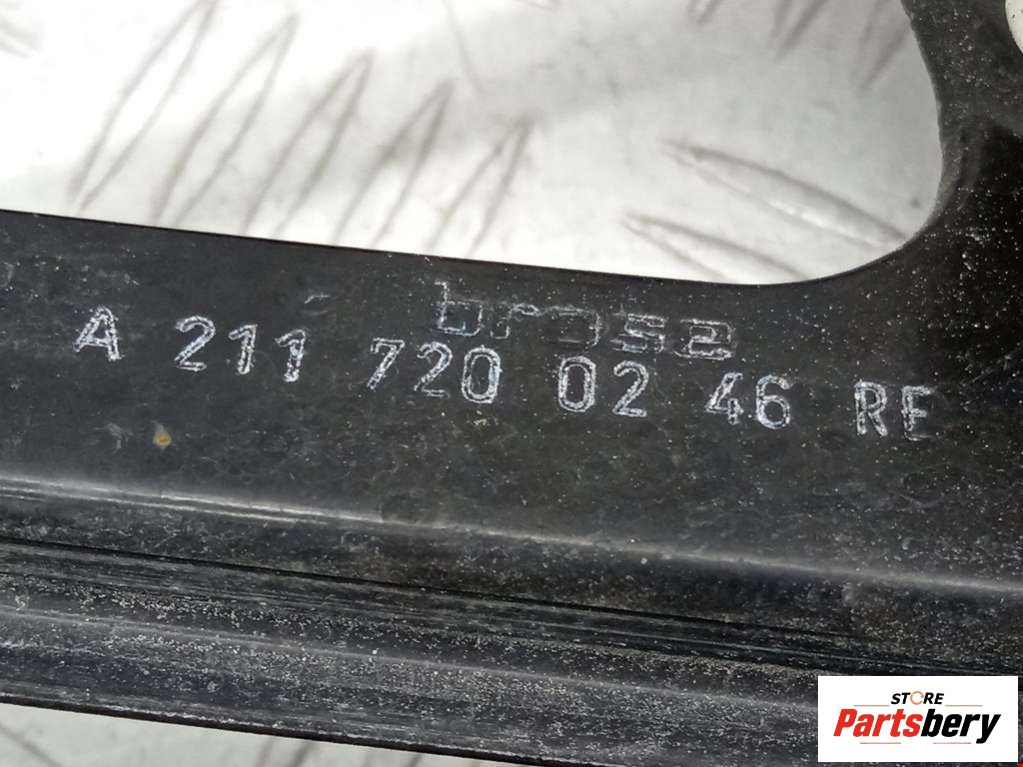 brose
A 211 720 02 46 RE
STORE
Partsbery